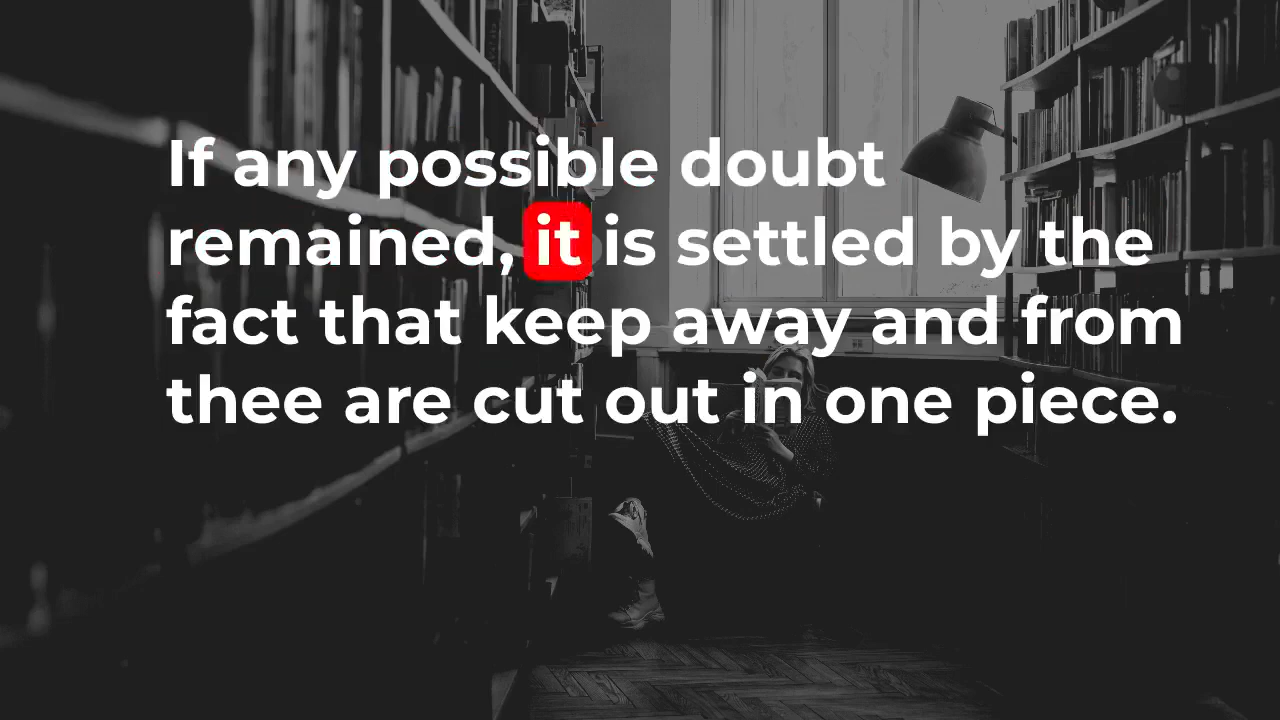 If any possible doubt
remained, it is settled by the
fact that keep away and from
thee are cut out in one piece.